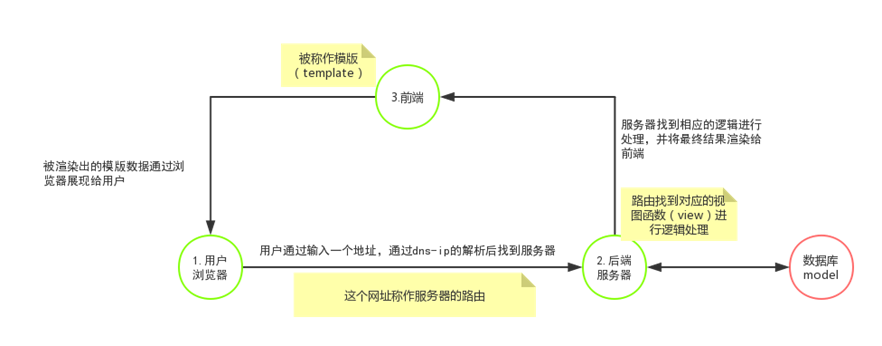 被称作模版
（template）
3.前端
服务器找到相应的逻辑进行
处理，并将最终结果渲染给
前端
被渲染出的模版数据通过浏
览器展现给用户
路由找到对应的视
图函数（view）进
行逻辑处理
1.用户
浏览器
用户通过输入一个地址，通过dns-ip的解析后找到服务器
2.后端
服务器
数据库
model
这个网址称作服务器的路由